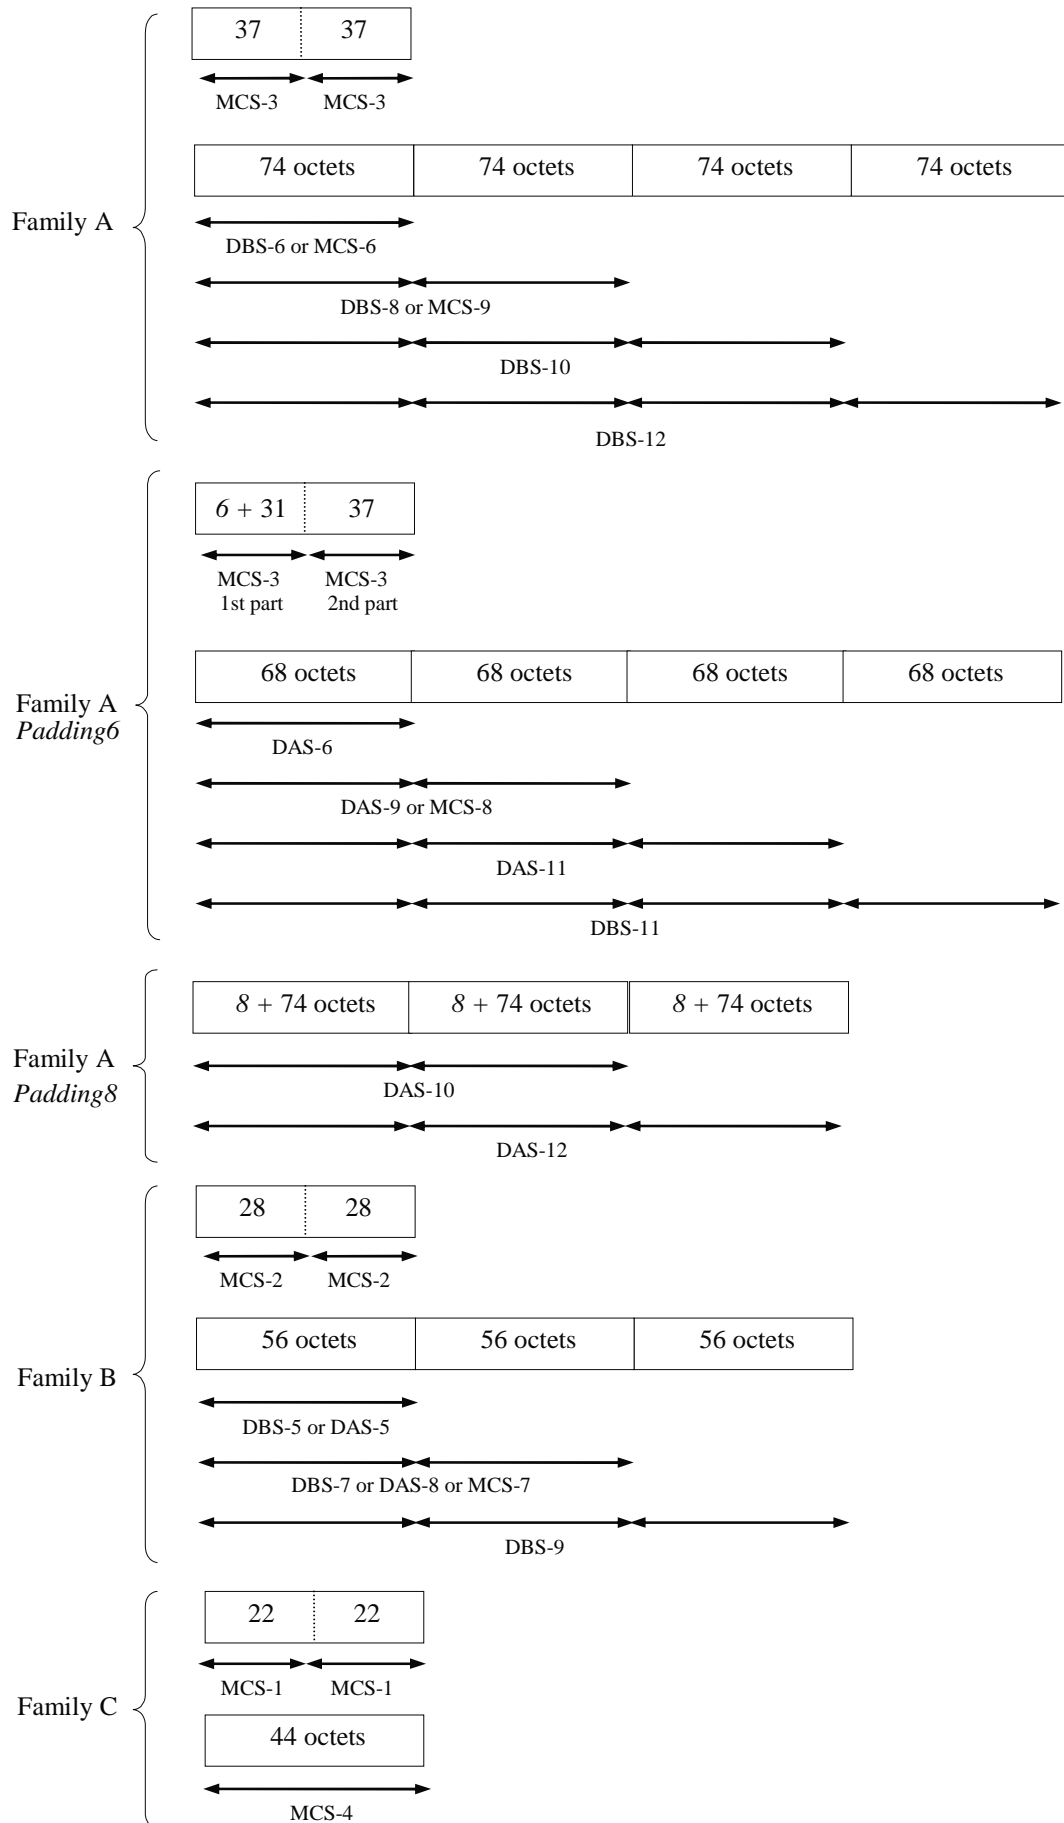 37 37
MCS-3 MCS-3
74 octets 74 octets 74 octets 74 octets
Family A
DBS-6 or MCS-6
DBS-8 or MCS-9
DBS-10
DBS-12
6 + 31 37
MCS-3 MCS-3
1st part 2nd part
68 octets 68 octets 68 octets 68 octets
Family A
Padding6
DAS-6
DAS-9 or MCS-8
DAS-11
DBS-11
8 + 74 octets 8 + 74 octets 8 + 74 octets
Family A
Padding8
DAS-10
DAS-12
28 28
MCS-2 MCS-2
56 octets 56 octets 56 octets
Family B
DBS-5 or DAS-5
DBS-7 or DAS-8 or MCS-7
DBS-9
22 22
MCS-1 MCS-1
Family C
44 octets
MCS-4